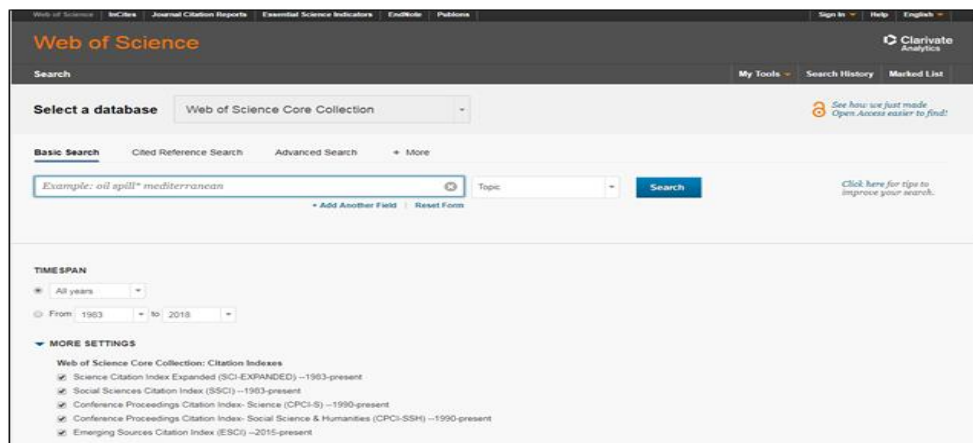 Web of Science InCites Journal Citation Reports Essential Science Indicators EndNote Publons Sign In Help English
Web of Science
Clarivate
Analytics
Search My Tools Search History Marked List
Select a database Web of Science Core Collection
See how we just made
Open Access easier to find!
Basic Search Cited Reference Search Advanced Search + More
Example: oil spill* mediterranean Topic Search
Click here for tips to
improve your search.
+ Add Another Field | Reset Form
TIMESPAN
All years
From 1983 to 2018
MORE SETTINGS
Web of Science Core Collection: Citation Indexes
Science Citation Index Expanded (SCI-EXPANDED) --1983-present
Social Sciences Citation Index (SSCI) --1983-present
Conference Proceedings Citation Index- Science (CPCI-S) --1990-present
Conference Proceedings Citation Index- Social Science & Humanities (CPCI-SSH) --1990-present
Emerging Sources Citation Index (ESCI) --2015-present